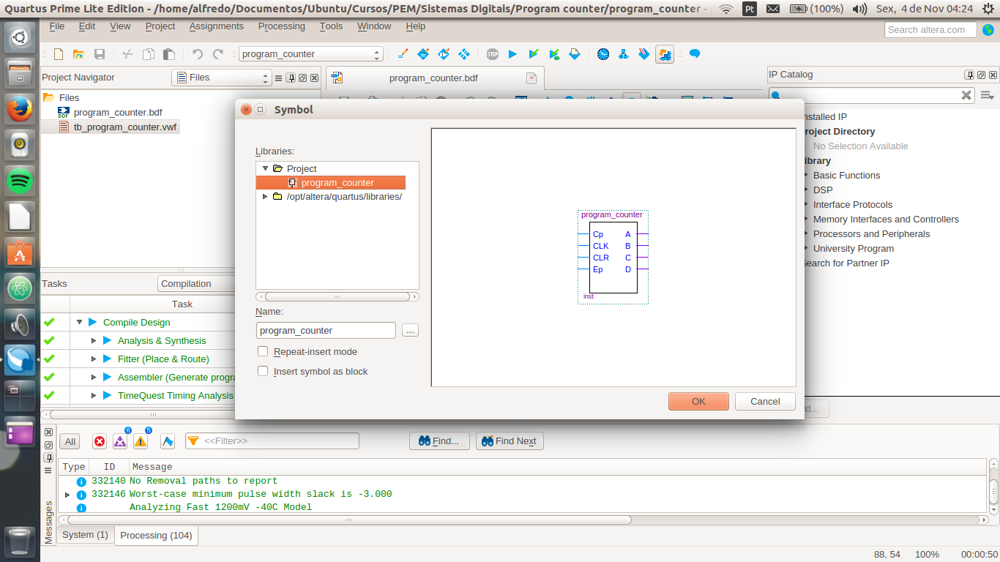 Quartus Prime Lite Edition - /home/alfredo/Documentos/Ubuntu/Cursos/PEM/Sistemas Digitais/Program counter/program_counter -
Pt
(100%)
Sex, 4 de Nov 04:24
File Edit View Project Assignments Processing Tools Window Help
Search altera.com
program_counter
STOP
Project Navigator
Files
program_counter.bdf
IP Catalog
Files
BDF program_counter.bdf
tb_program_counter.vwf
Symbol
Libraries:
Project
program_counter
/opt/altera/quartus/libraries/
Name:
program_counter
...
Repeat-insert mode
Insert symbol as block
program_counter
Cp A
CLK B
CLR C
Ep D
inst
OK
Cancel
nstalled IP
roject Directory
No Selection Available
ibrary
Basic Functions
DSP
Interface Protocols
Memory Interfaces and Controllers
Processors and Peripherals
University Program
earch for Partner IP
d...
Tasks
Compilation
Task
Compile Design
Analysis & Synthesis
Fitter (Place & Route)
Assembler (Generate progra
TimeQuest Timing Analysis
All
6
5
<<Filter>>
Find...
Find Next
Type ID Message
332140 No Removal paths to report
332146 Worst-case minimum pulse width slack is -3.000
Analyzing Fast 1200mV -40C Model
Messages
System (1)
Processing (104)
88, 54
100%
00:00:50